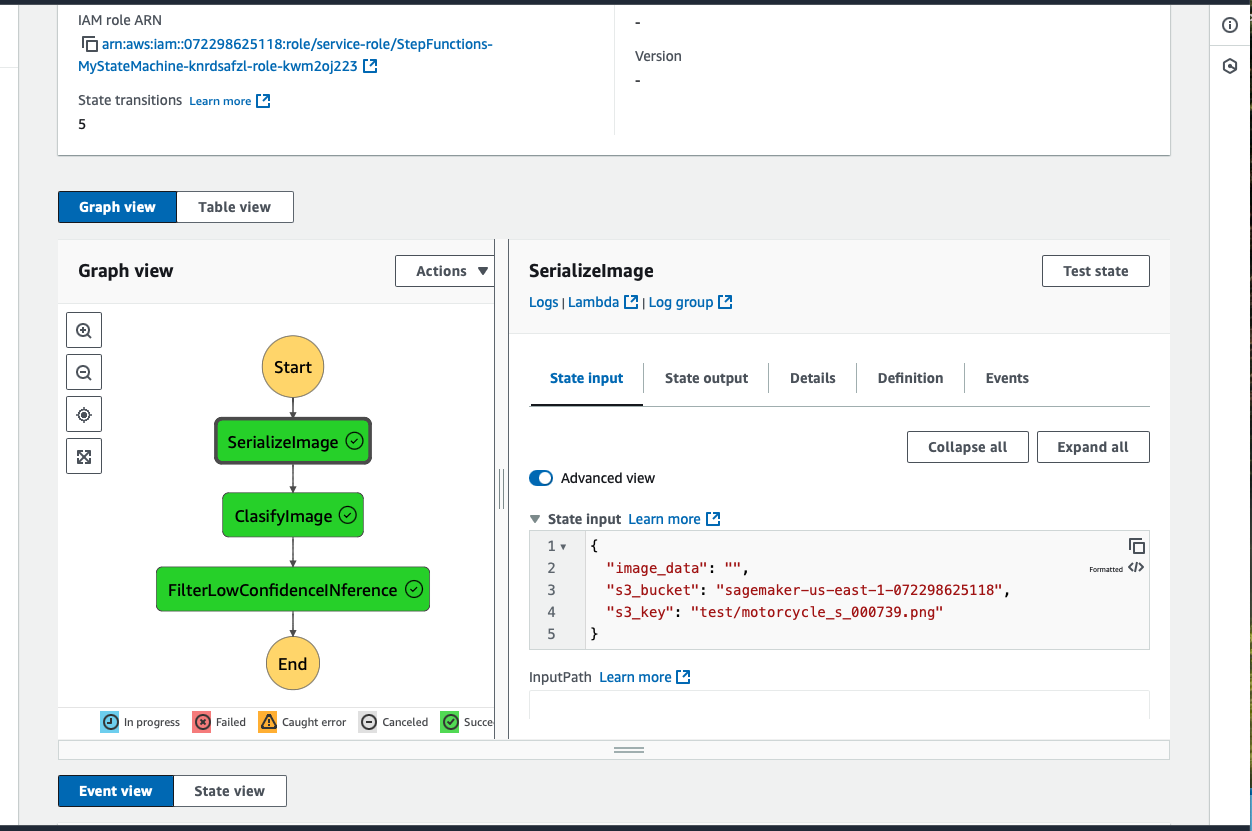 IAM role ARN
arn:aws:iam::072298625118:role/service-role/StepFunctions-
MyStateMachine-knrdsafzl-role-kwm2oj223
State transitions Learn more
5
-
Version
-
Graph view Table view
Graph view
Actions
Start
SerializeImage
ClasifyImage
FilterLowConfidenceINference
End
In progress Failed Caught error Canceled Succe
SerializeImage
Test state
Logs | Lambda | Log group
State input State output Details Definition Events
Collapse all Expand all
Advanced view
State input Learn more
1 {
2 "image_data": "",
Formatted </>
3 "s3_bucket": "sagemaker-us-east-1-072298625118",
4 "s3_key": "test/motorcycle_s_000739.png"
5 }
InputPath Learn more
Event view State view